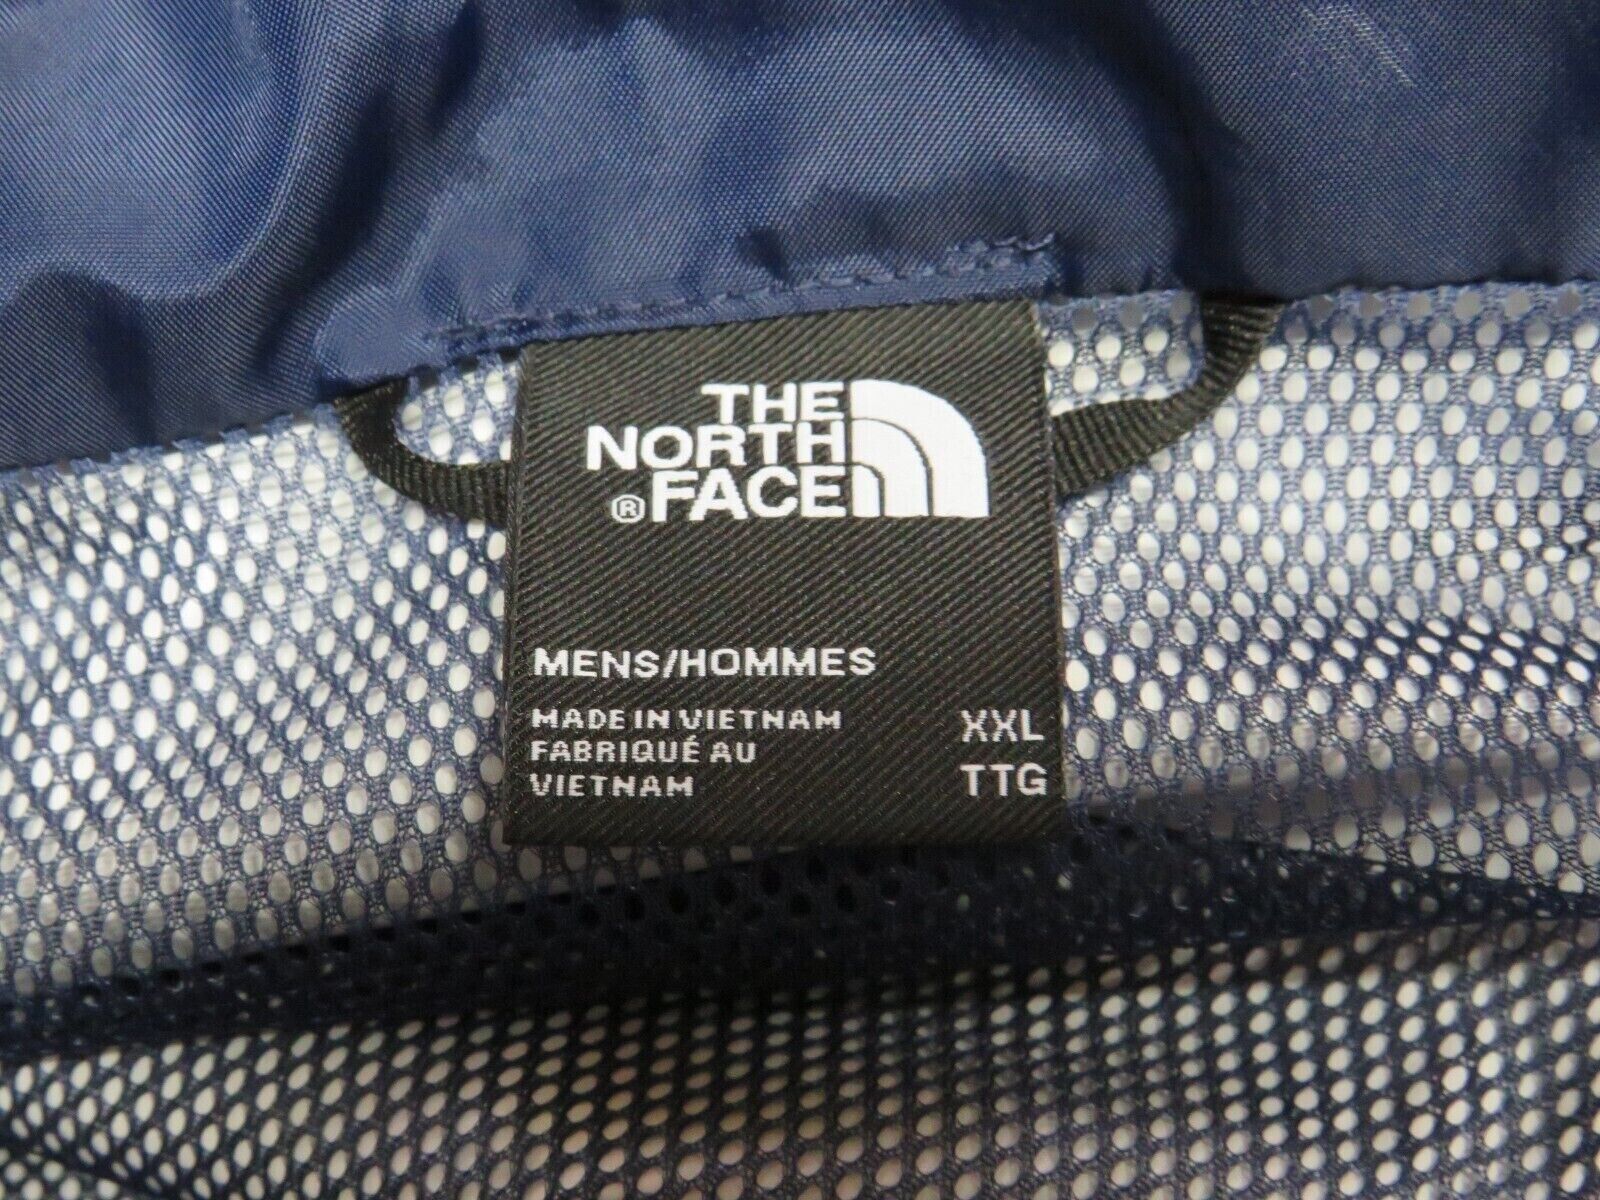 THE
NORTH
® FACE
MENS/HOMMES
MADE IN VIETNAM
FABRIQUÉ AU
VIETNAM
XXL
TTG